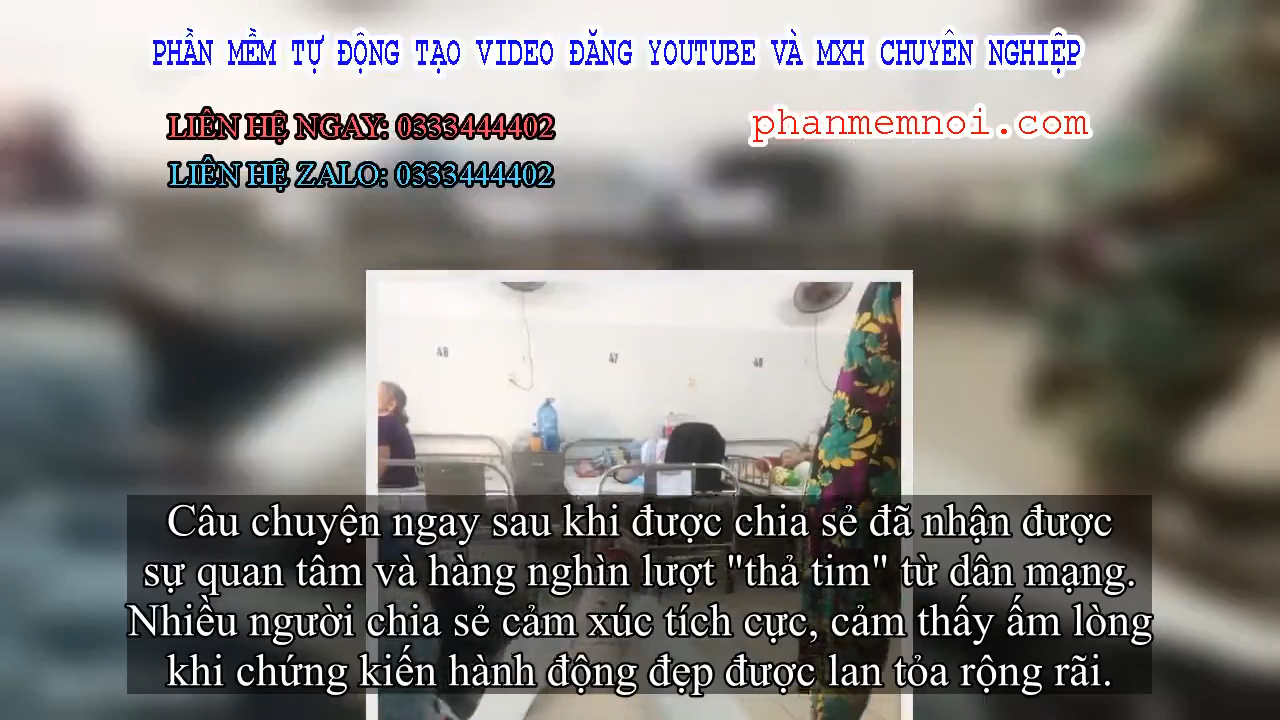 PHẦN MỀM TỰ ĐỘNG TẠO VIDEO ĐĂNG YOUTUBE VÀ MXH CHUYÊN NGHIỆP
LIÊN HỆ NGAY: 0333444402
phanmemnoi.com
LIÊN HỆ ZALO: 0333444402
47
Câu chuyện ngay sau khi được chia sẻ đã nhận được
sự quan tâm và hàng nghìn lượt "thả tim" từ dân mạng.
Nhiều người chia sẻ cảm xúc tích cực, cảm thấy ấm lòng
khi chứng kiến hành động đẹp được lan tỏa rộng rãi.